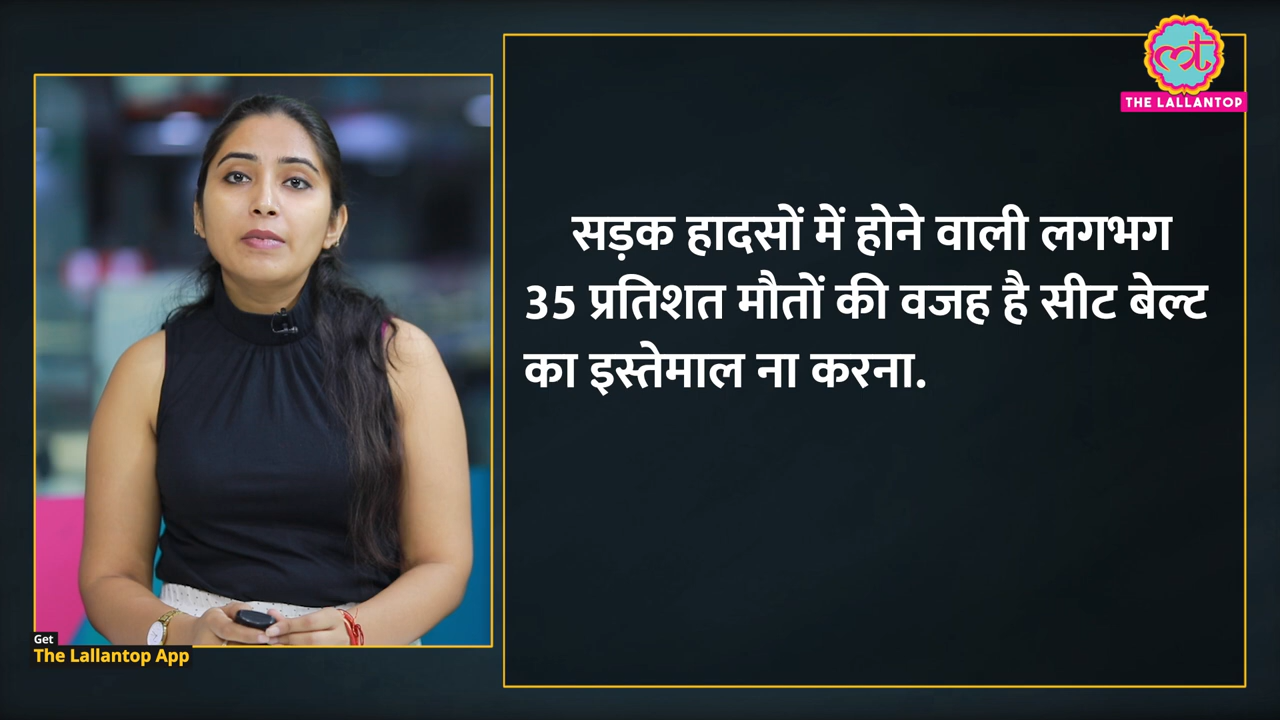 THE LALLANTOP
सड़क हादसों में होने वाली लगभग
35 प्रतिशत मौतों की वजह है सीट बेल्ट
का इस्तेमाल ना करना.
Get
The Lallantop App